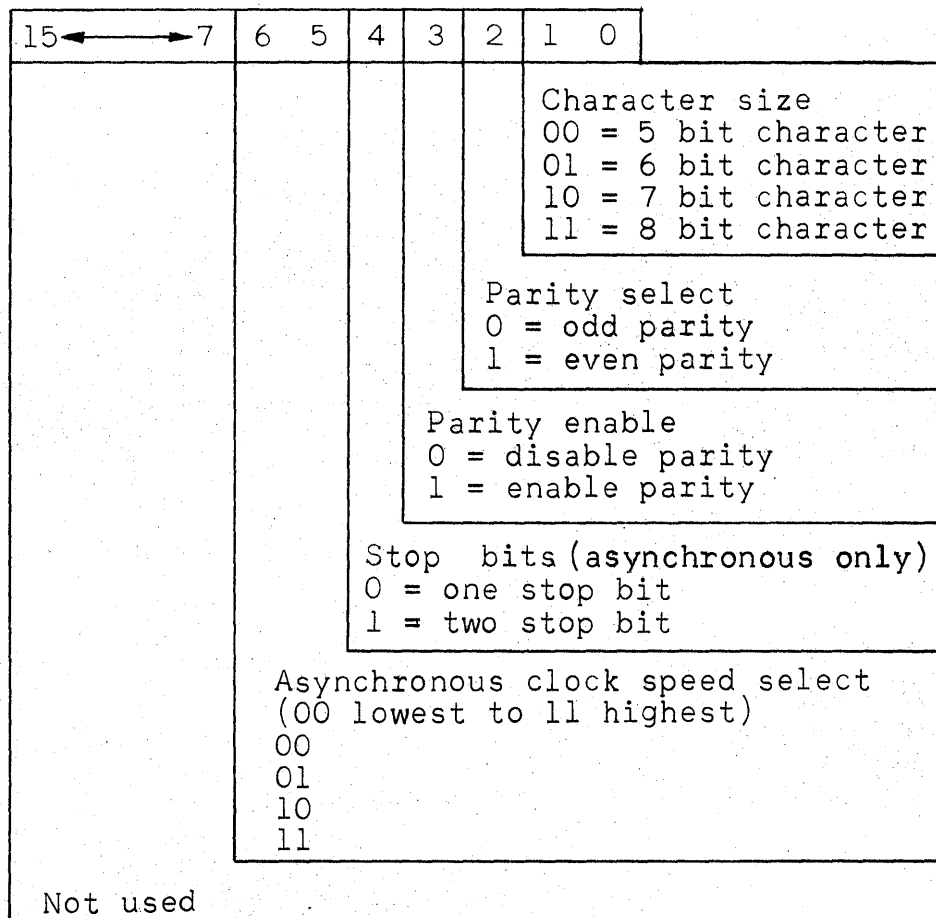 15 7 6 5 4 3 2 1 0
Character size
00 = 5 bit character
01 = 6 bit character
10 = 7 bit character
11 = 8 bit character
Parity select
0 = odd parity
1 = even parity
Parity enable
0 = disable parity
1 = enable parity
Stop bits (asynchronous only)
0 = one stop bit
1 = two stop bit
Asynchronous clock speed select
(00 lowest to 11 highest)
00
01
10
11
Not used